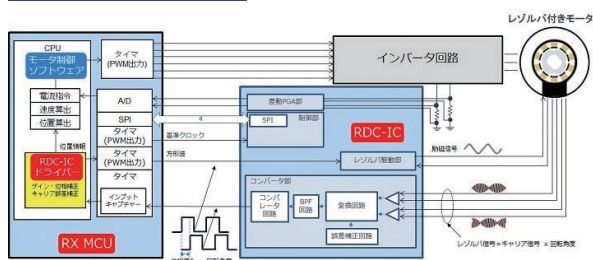 レゾルバ付きモータ
CPU
モータ制御
ソフトウェア
タイマ
(PWM出力)
インバータ回路
電流指令
速度算出
位置算出
A/D
差動PGA部
SPI
4
SPI
制御部
RDC-IC
タイマ
(PWM出力)
基準クロック
位置情報
タイマ
(PWM出力)
方形波
レゾルバ駆動部
励磁信号
RDC-IC
ドライバー
ゲイン・位相補正
キャリア誤差補正
タイマ
インプット
キャプチャー
コンバータ部
コンパ
レータ
回路
BPF
回路
変換回路
誤差補正回路
RX MCU
レゾルバ信号=キャリア信号 x 回転角度